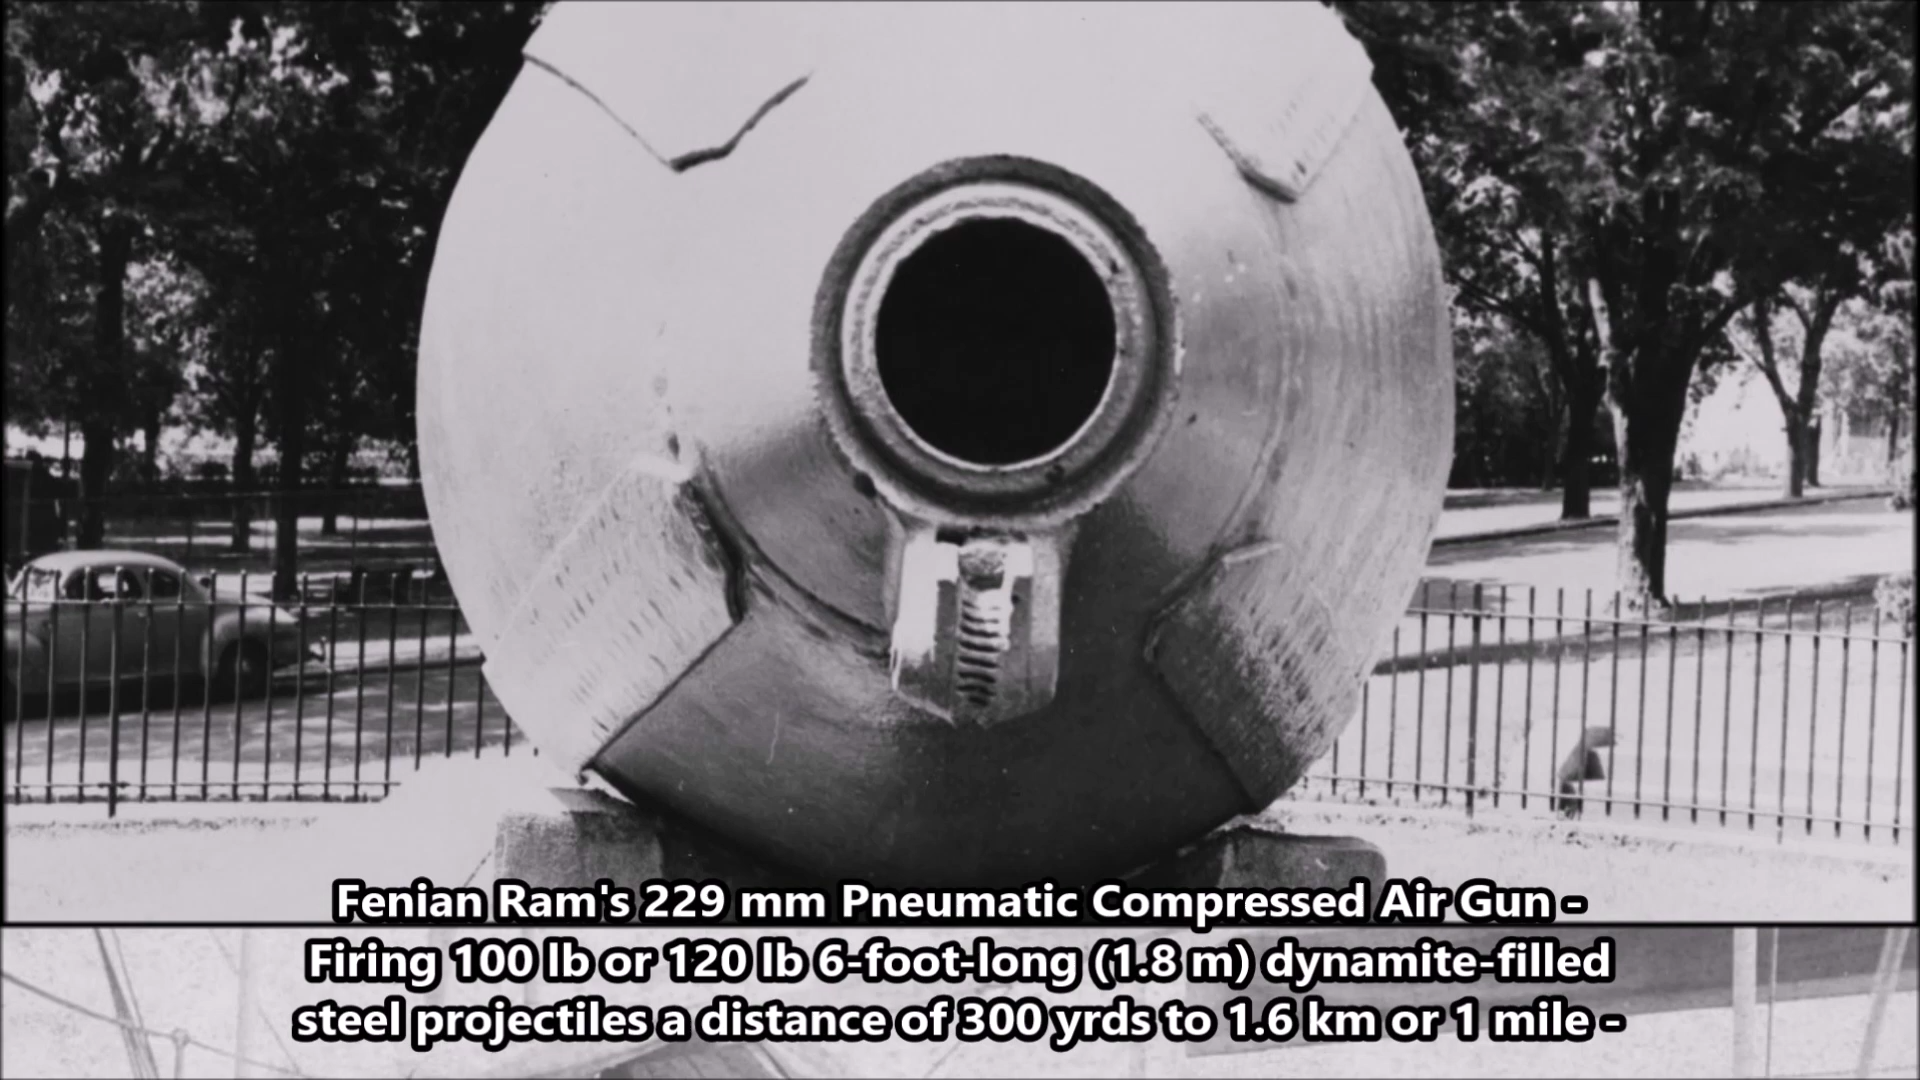 Fenian Ram's 229 mm Pneumatic Compressed Air Gun -
Firing 100 lb or 120 lb 6-foot-long (1.8 m) dynamite-filled
steel projectiles a distance of 300 yrds to 1.6 km or 1 mile -